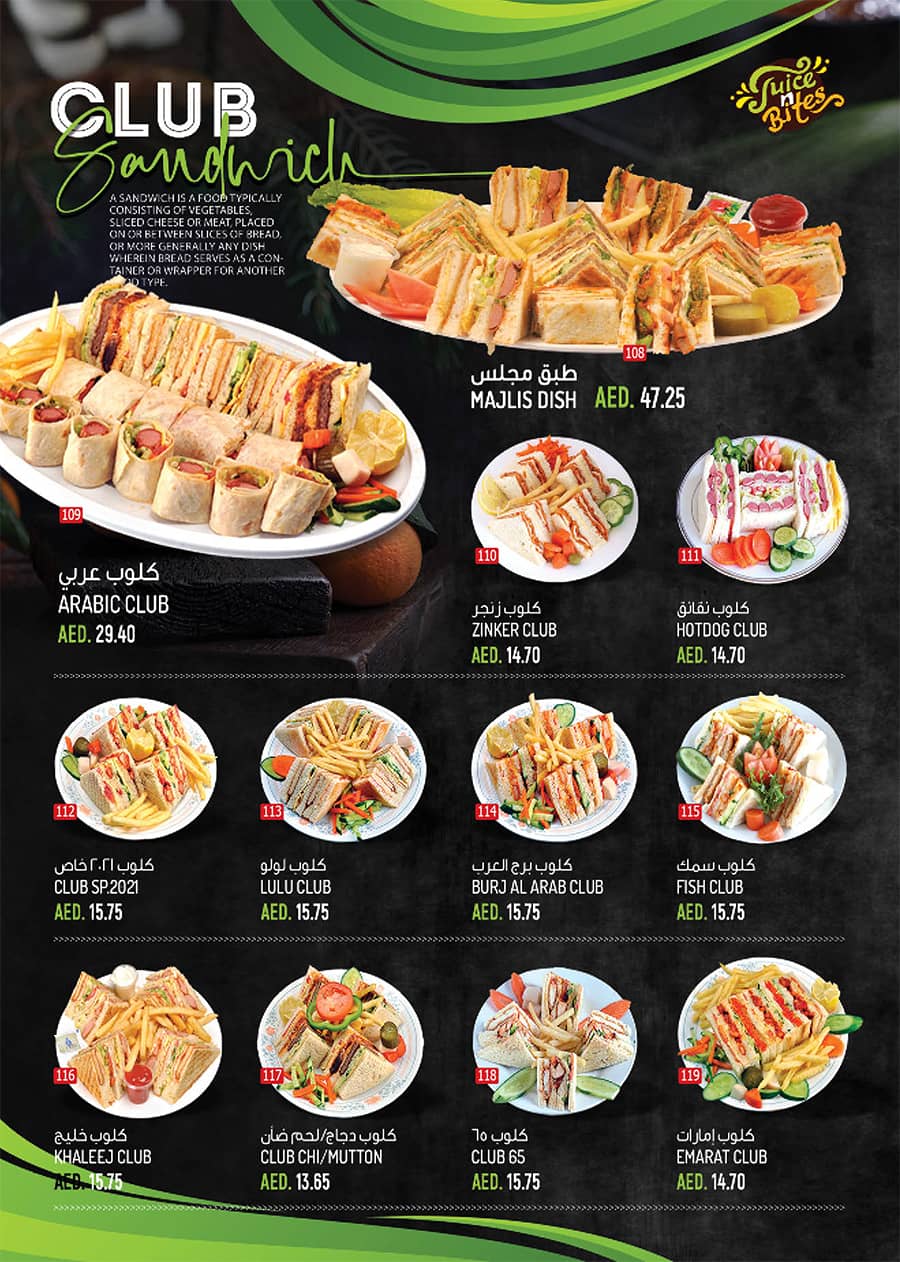 CLUB
Sandwich
A SANDWICH IS A FOOD TYPICALLY
CONSISTING OF VEGETABLES,
SLICED CHEESE OR MEAT, PLACED
ON OR BETWEEN SLICES OF BREAD,
OR MORE GENERALLY ANY DISH
WHEREIN BREAD SERVES AS A CON-
TAINER OR WRAPPER FOR ANOTHER
TYPE.
Juice
n
Bites
108
طبق مجلس
MAJLIS DISH AED. 47.25
109
كلوب عربي
ARABIC CLUB
AED. 29.40
110
كلوب زنجر
ZINKER CLUB
AED. 14.70
111
كلوب نقانق
HOTDOG CLUB
AED. 14.70
112
كلوب ٢٠٢١ خاص
CLUB SP.2021
AED. 15.75
113
كلوب لولو
LULU CLUB
AED. 15.75
114
كلوب برج العرب
BURJ AL ARAB CLUB
AED. 15.75
115
كلوب سمك
FISH CLUB
AED. 15.75
116
كلوب خليج
KHALEEJ CLUB
AED. 15.75
117
كلوب دجاج/لحم ضأن
CLUB CHI/MUTTON
AED. 13.65
118
كلوب ٦٥
CLUB 65
AED. 15.75
119
كلوب إمارات
EMARAT CLUB
AED. 14.70